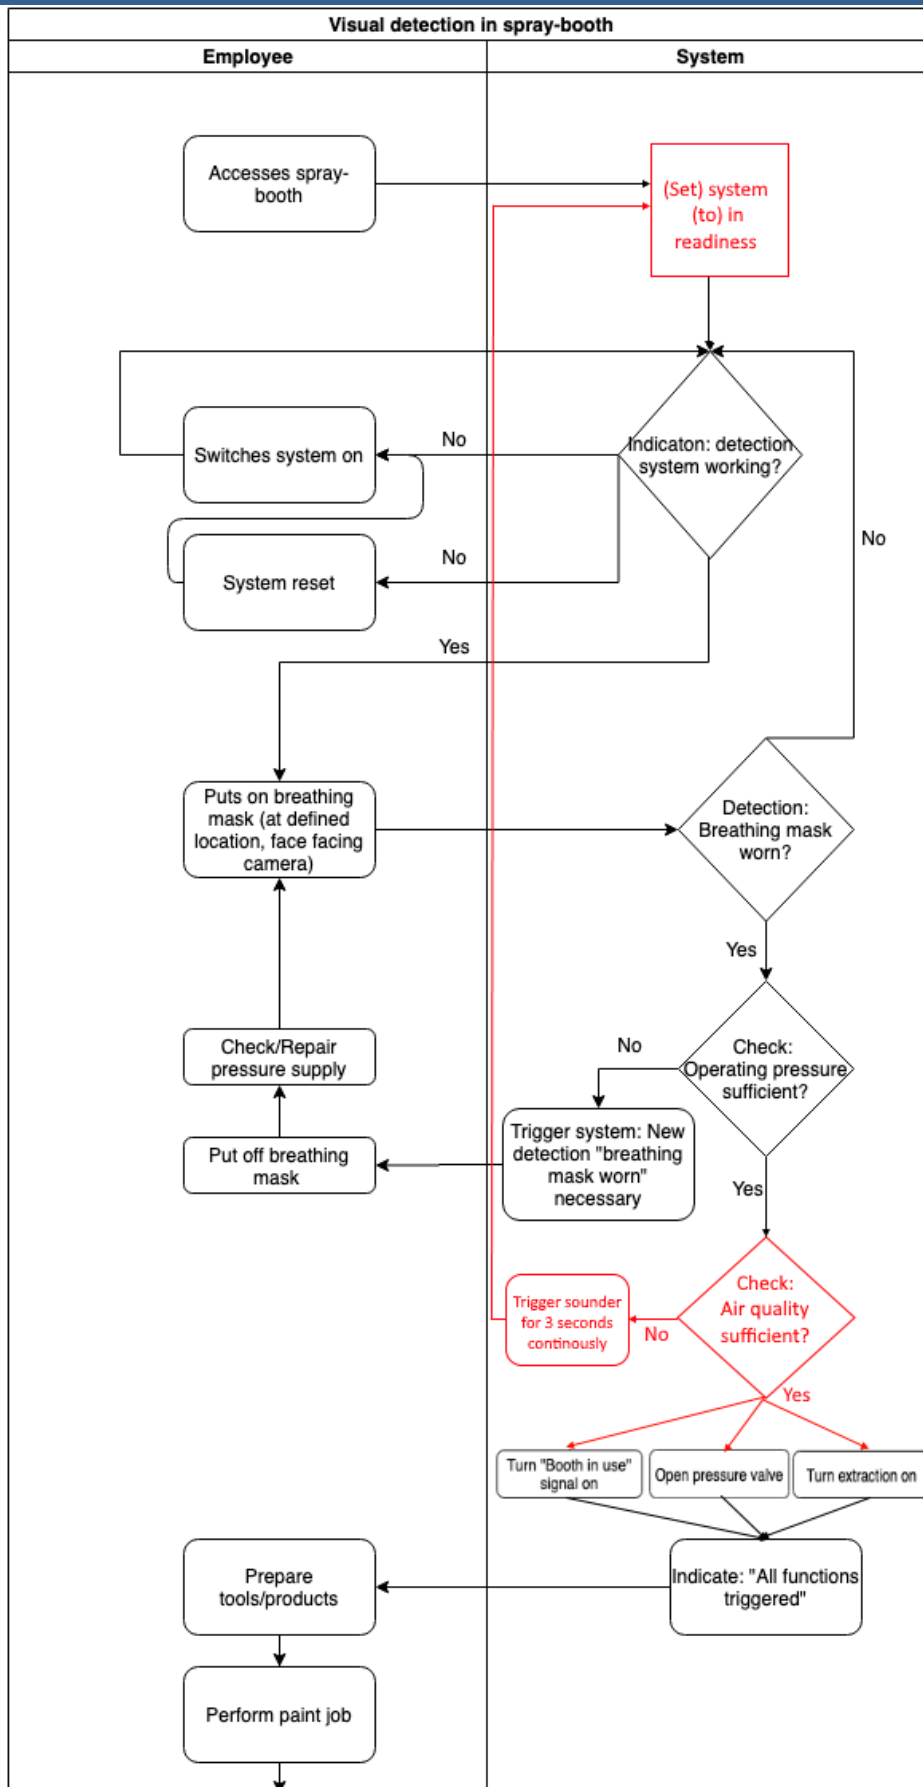 Visual detection in spray-booth
Employee
System
Accesses spray-
booth
(Set) system
(to) in
readiness
Indicaton: detection
system working?
No
Switches system on
No
No
System reset
Yes
Puts on breathing
mask (at defined
location, face facing
camera)
Detection:
Breathing mask
worn?
Yes
Check/Repair
pressure supply
No
Check:
Operating pressure
sufficient?
Put off breathing
mask
Trigger system: New
detection "breathing
mask worn"
necessary
Yes
Trigger sounder
for 3 seconds
continously
No
Check:
Air quality
sufficient?
Yes
Turn "Booth in use"
signal on
Open pressure valve
Turn extraction on
Prepare
tools/products
Indicate: "All functions
triggered"
Perform paint job